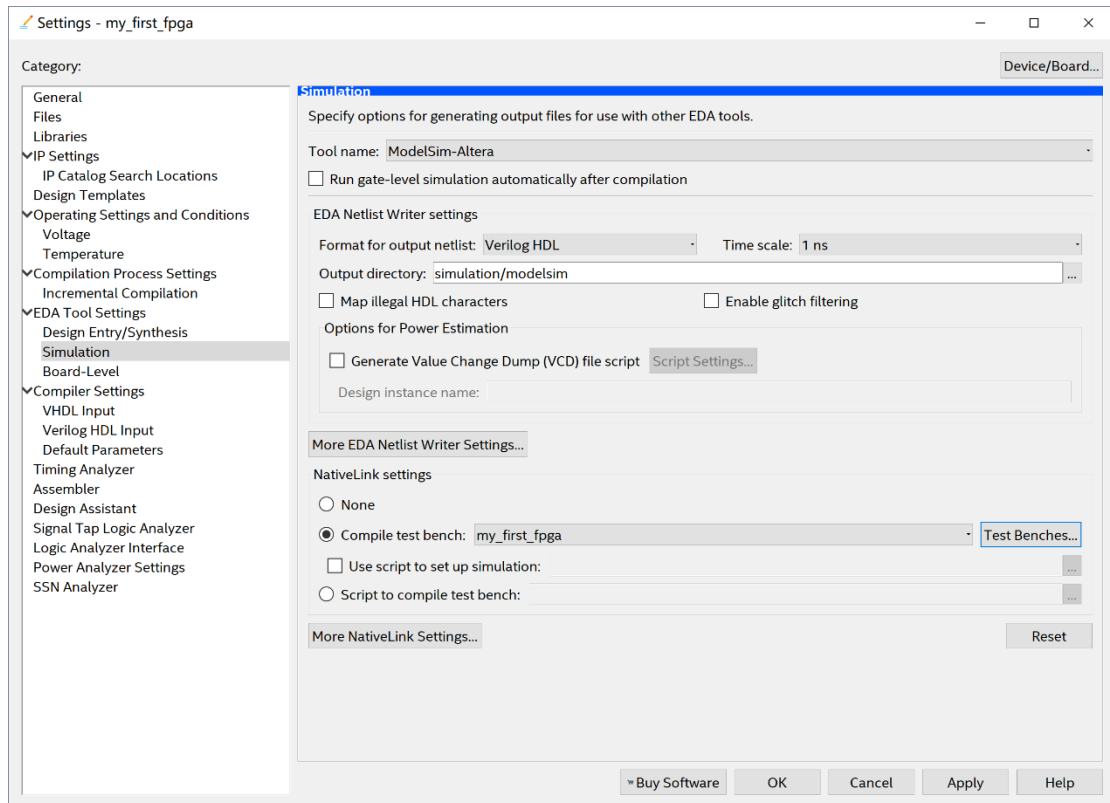 Settings - my_first_fpga
Category:
Device/Board...
General
Files
Libraries
IP Settings
IP Catalog Search Locations
Design Templates
Operating Settings and Conditions
Voltage
Temperature
Compilation Process Settings
Incremental Compilation
EDA Tool Settings
Design Entry/Synthesis
Simulation
Board-Level
Compiler Settings
VHDL Input
Verilog HDL Input
Default Parameters
Timing Analyzer
Assembler
Design Assistant
Signal Tap Logic Analyzer
Logic Analyzer Interface
Power Analyzer Settings
SSN Analyzer
Simulation
Specify options for generating output files for use with other EDA tools.
Tool name: ModelSim-Altera
Run gate-level simulation automatically after compilation
EDA Netlist Writer settings
Format for output netlist: Verilog HDL Time scale: 1 ns
Output directory: simulation/modelsim ...
Map illegal HDL characters Enable glitch filtering
Options for Power Estimation
Generate Value Change Dump (VCD) file script Script Settings...
Design instance name:
More EDA Netlist Writer Settings...
NativeLink settings
None
Compile test bench: my_first_fpga Test Benches...
Use script to set up simulation: ...
Script to compile test bench: ...
More NativeLink Settings... Reset
Buy Software OK Cancel Apply Help